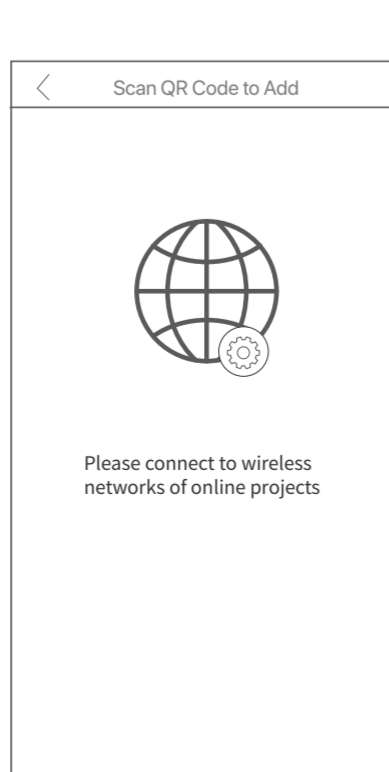 Scan QR Code to Add
Please connect to wireless
networks of online projects